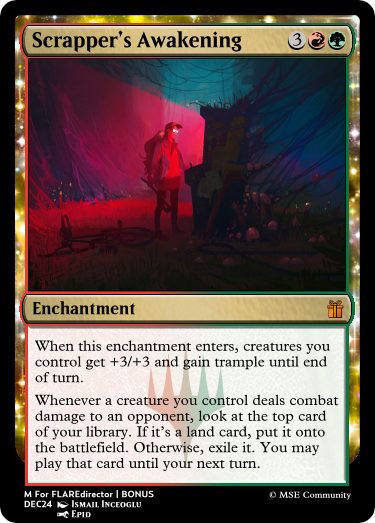 Scrapper's Awakening 3
Enchantment
When this enchantment enters, creatures you
control get +3/+3 and gain trample until end
of turn.
Whenever a creature you control deals combat
damage to an opponent, look at the top card
of your library. If it's a land card, put it onto
the battlefield. Otherwise, exile it. You may
play that card until your next turn.
M For FLAREdirector | BONUS
DEC24 Ismail Inceoglu © MSE Community
Epid